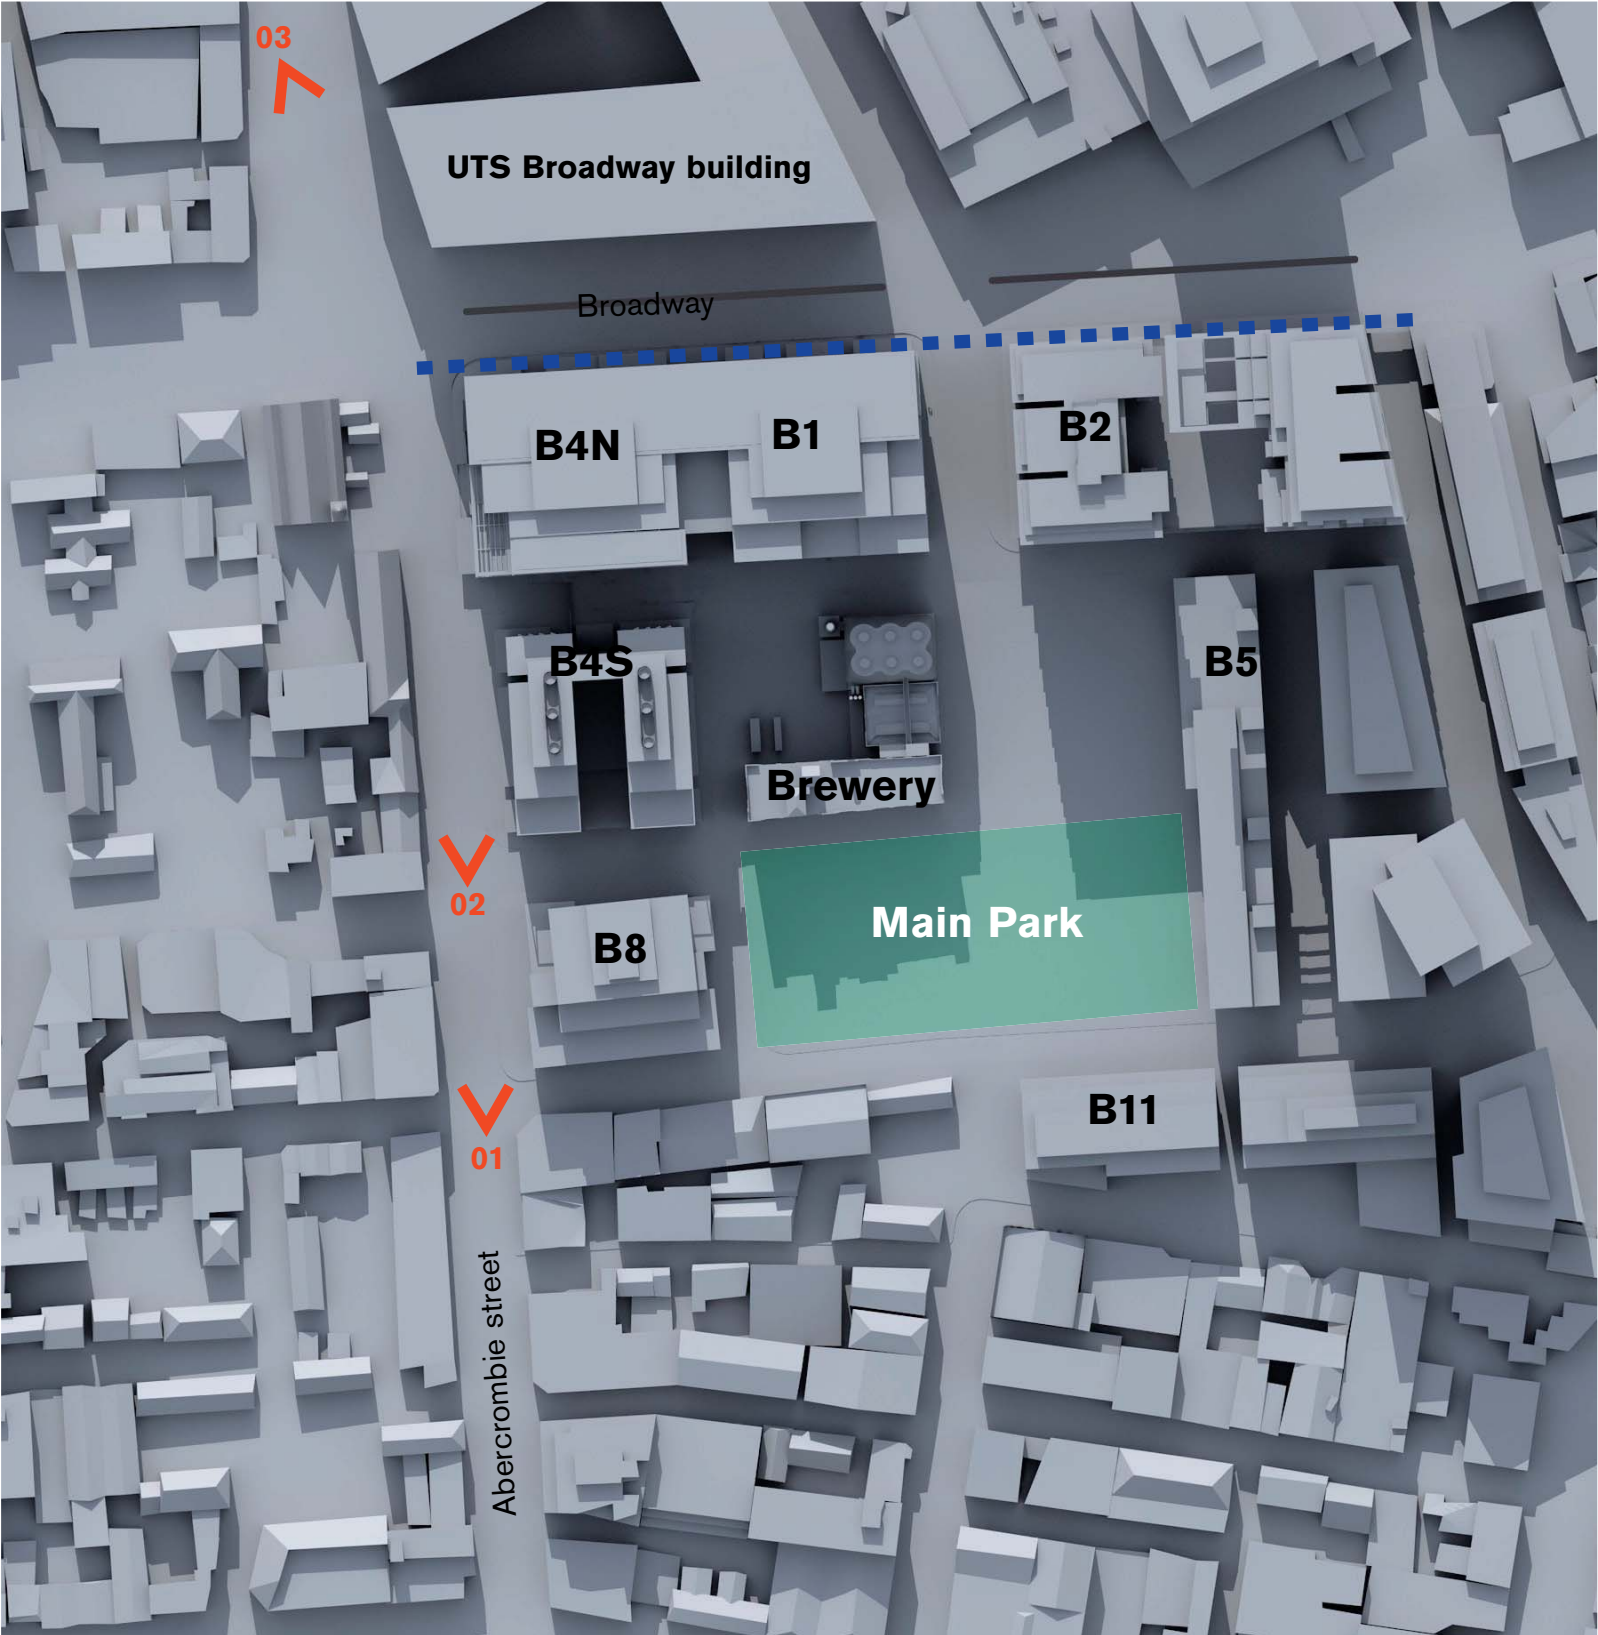 03
UTS Broadway building
Broadway
B4N
B1
B2
B4S
B5
Brewery
02
Main Park
B8
01
B11
Abercrombie street